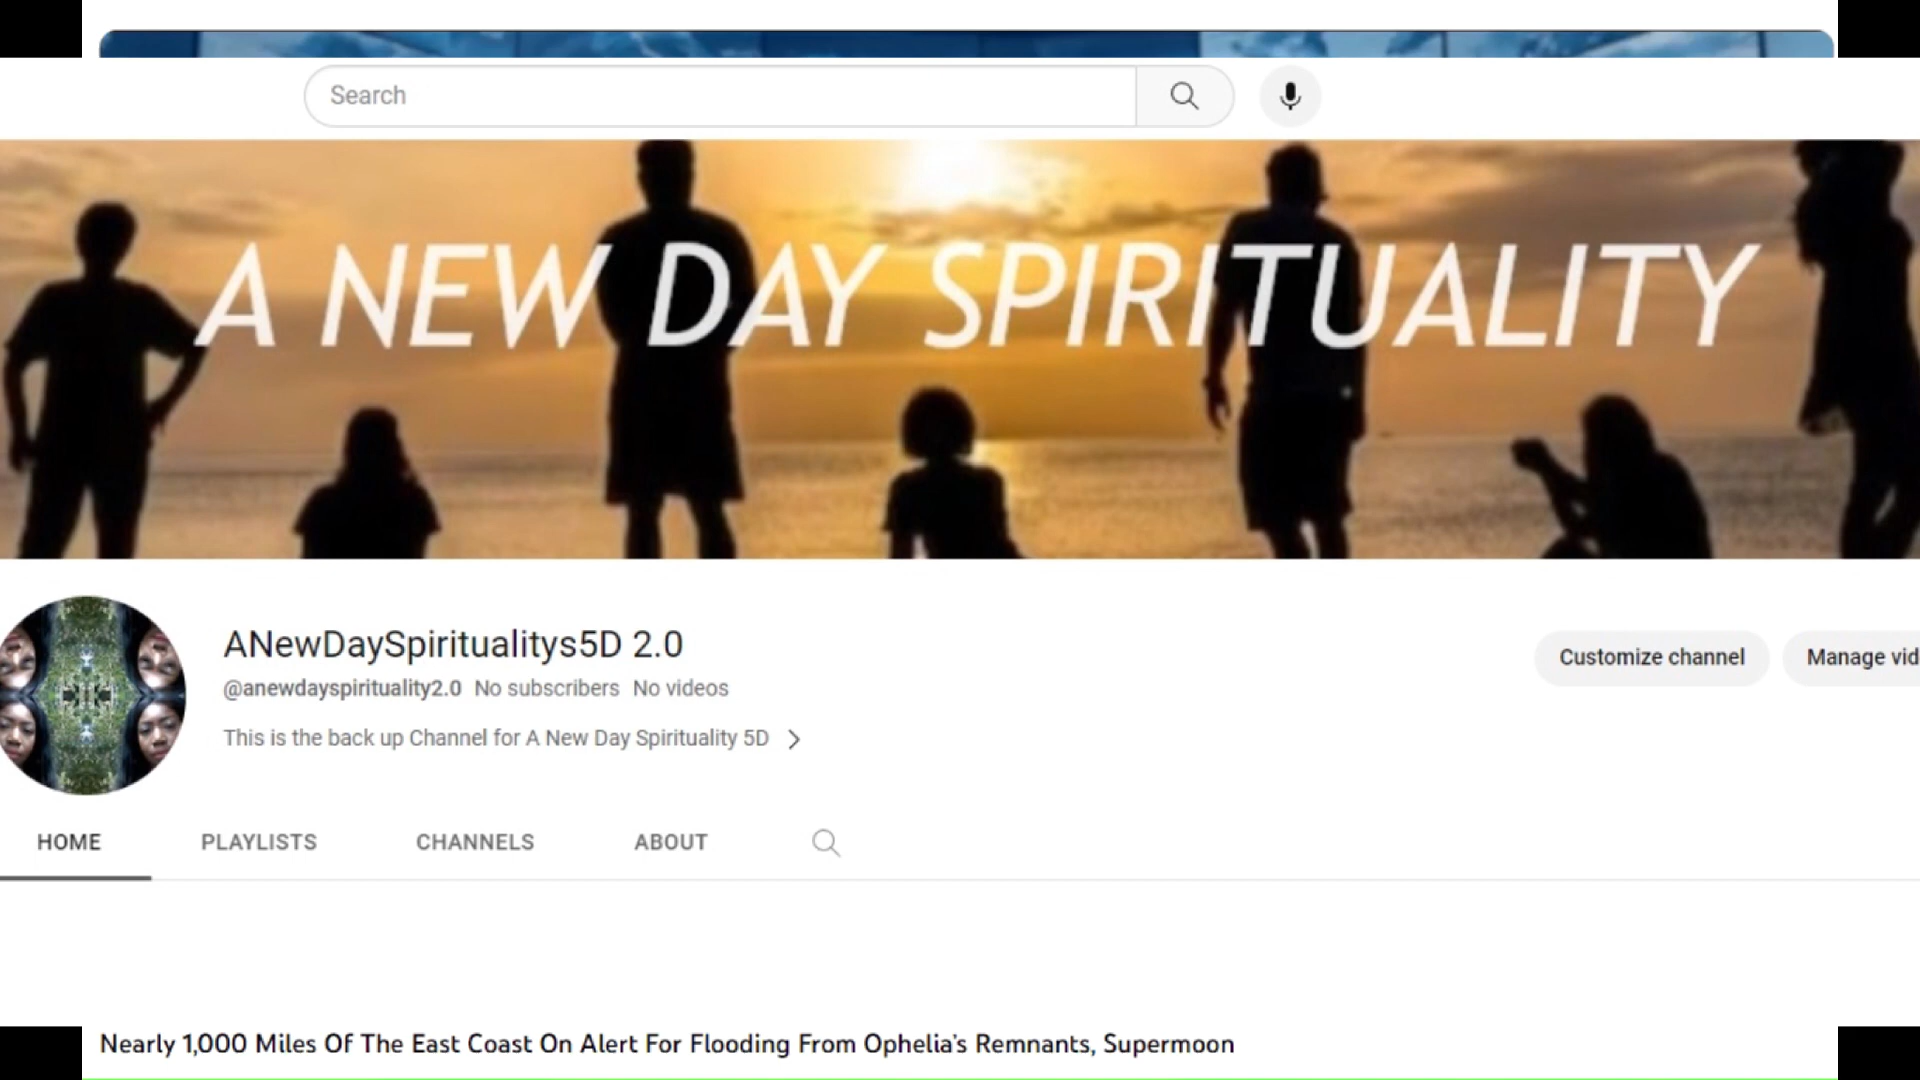 Search
A NEW DAY SPIRITUALITY
ANewDaySpiritualitys5D 2.0
@anewdayspirituality2.0 No subscribers No videos
Customize channel
Manage vid
This is the back up Channel for A New Day Spirituality 5D
HOME PLAYLISTS CHANNELS ABOUT
Nearly 1,000 Miles Of The East Coast On Alert For Flooding From Ophelia's Remnants, Supermoon